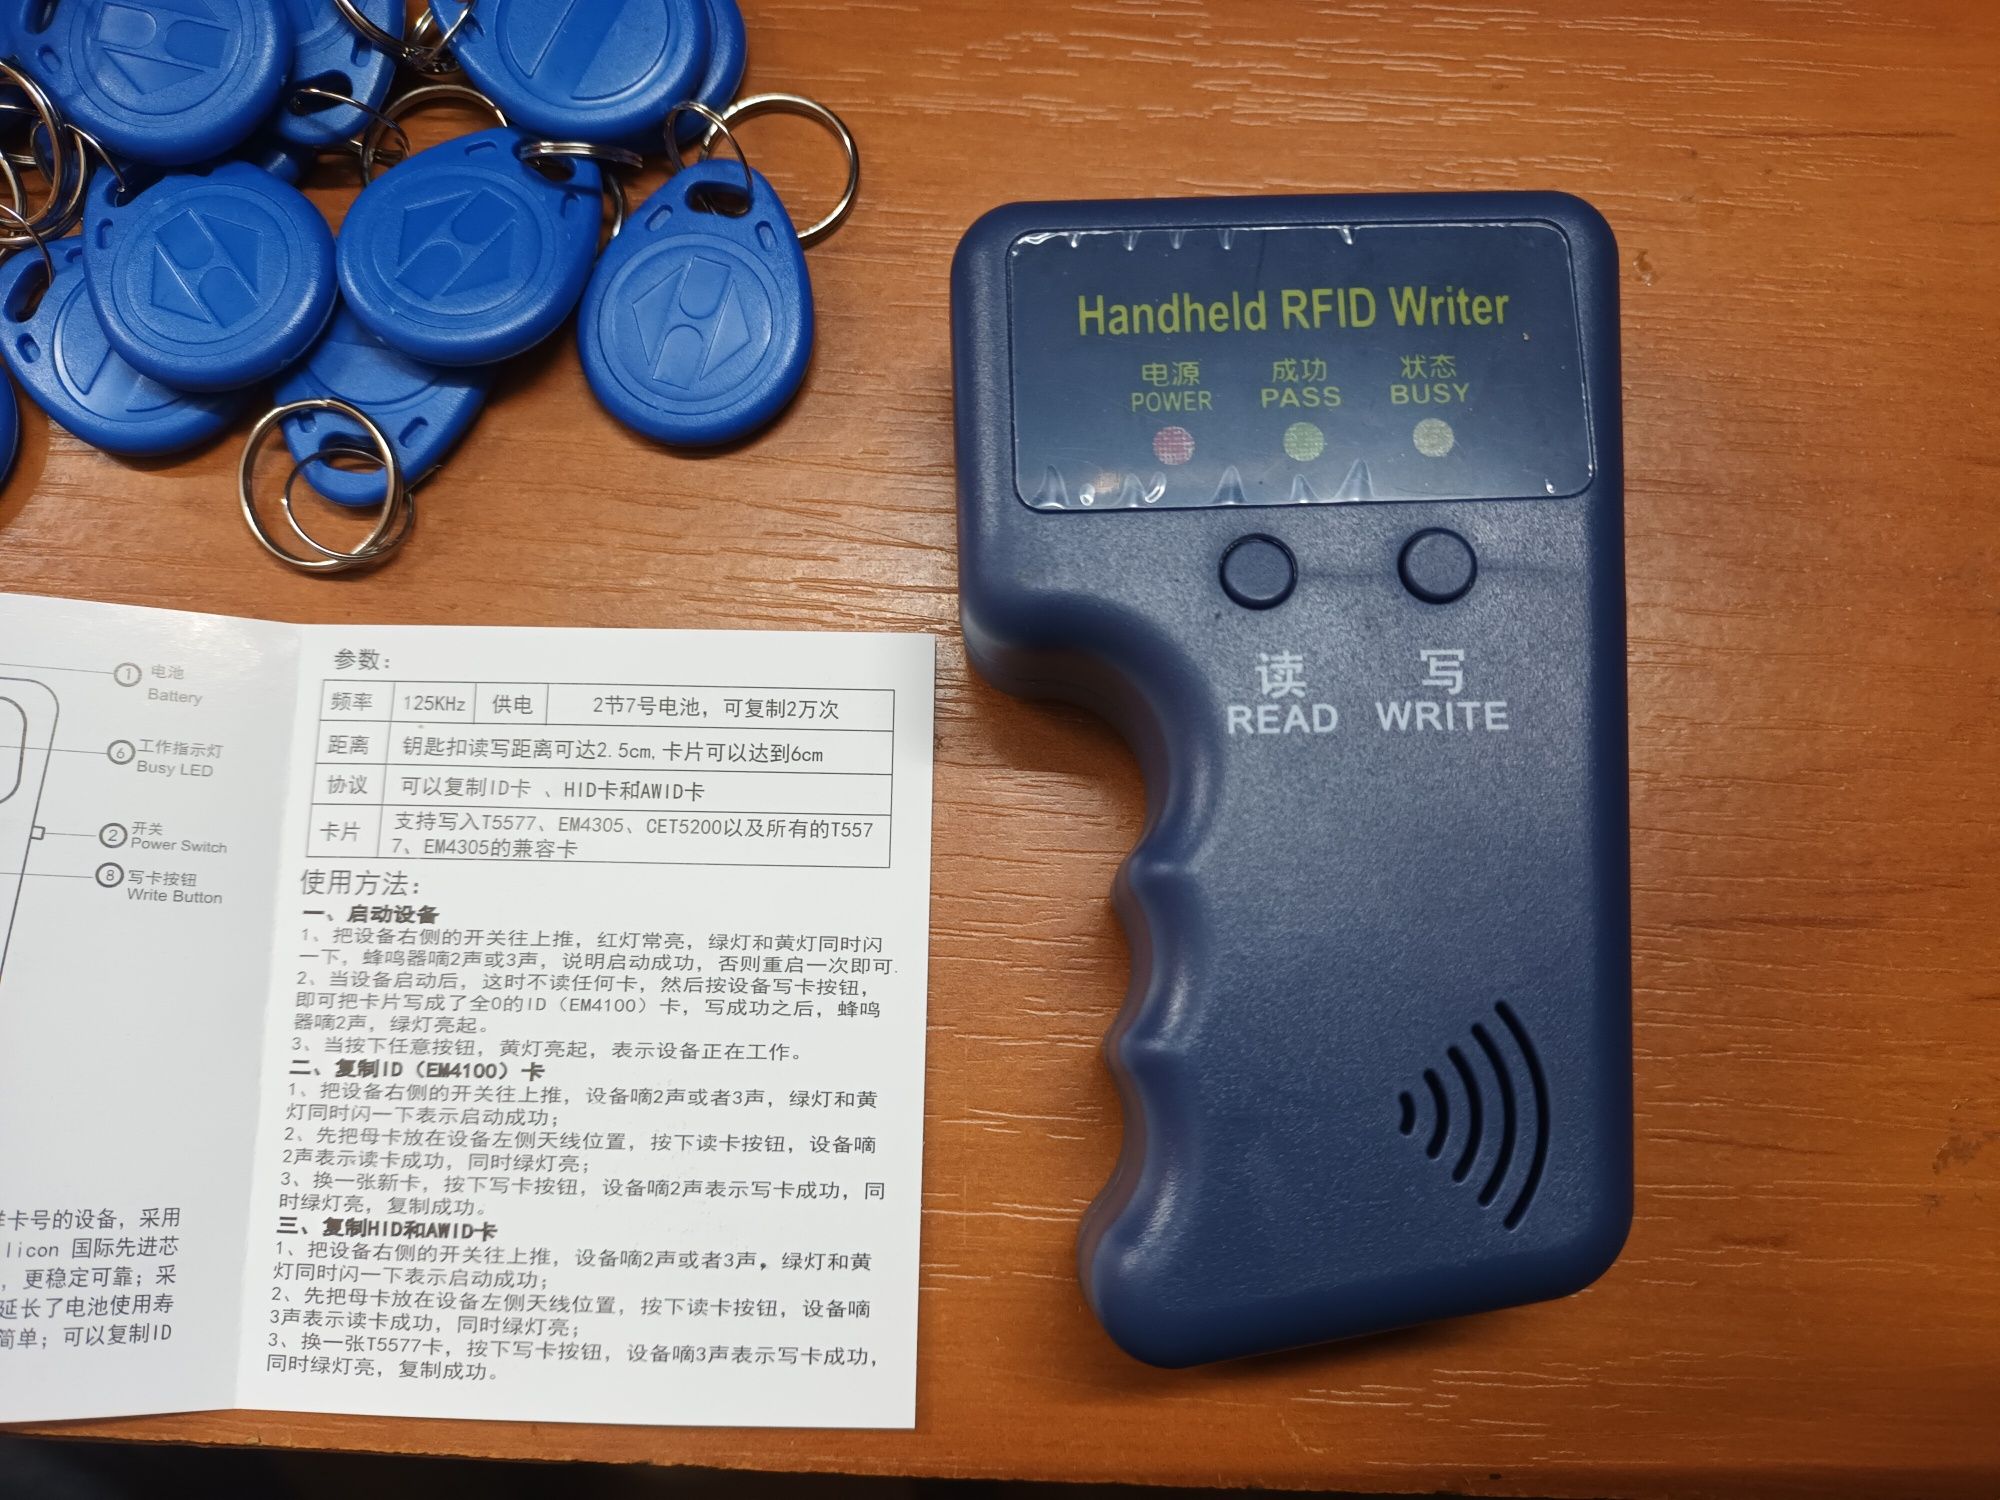 Handheld RFID Writer
电源
POWER
成功
PASS
状态
BUSY
读
READ
写
WRITE
1 电池
Battery
6 工作指示灯
Busy LED
2 开关
Power Switch
8 写卡按钮
Write Button
卡号的设备，采用
licon 国际先进芯
，更稳定可靠；采
延长了电池使用寿
简单；可以复制ID
参数：
频率 125KHz 供电 2节7号电池，可复制2万次
距离 钥匙扣读写距离可达2.5cm,卡片可以达到6cm
协议 可以复制ID卡 、HID卡和AWID卡
卡片 支持写入T5577、EM4305、CET5200以及所有的T557
7、EM4305的兼容卡
使用方法：
一、启动设备
1、把设备右侧的开关往上推，红灯常亮，绿灯和黄灯同时闪
一下，蜂鸣器嘀2声或3声，说明启动成功，否则重启一次即可.
2、当设备启动后，这时不读任何卡，然后按设备写卡按钮，
即可把卡片写成了全0的ID（EM4100）卡，写成功之后，蜂鸣
器嘀2声，绿灯亮起。
3、当按下任意按钮，黄灯亮起，表示设备正在工作。
二、复制ID（EM4100）卡
1、把设备右侧的开关往上推，设备嘀2声或者3声，绿灯和黄
灯同时闪一下表示启动成功；
2、先把母卡放在设备左侧天线位置，按下读卡按钮，设备嘀
2声表示读卡成功，同时绿灯亮；
3、换一张新卡，按下写卡按钮，设备嘀2声表示写卡成功，同
时绿灯亮，复制成功。
三、复制HID和AWID卡
1、把设备右侧的开关往上推，设备嘀2声或者3声，绿灯和黄
灯同时闪一下表示启动成功；
2、先把母卡放在设备左侧天线位置，按下读卡按钮，设备嘀
3声表示读卡成功，同时绿灯亮；
3、换一张T5577卡，按下写卡按钮，设备嘀3声表示写卡成功，
同时绿灯亮，复制成功。